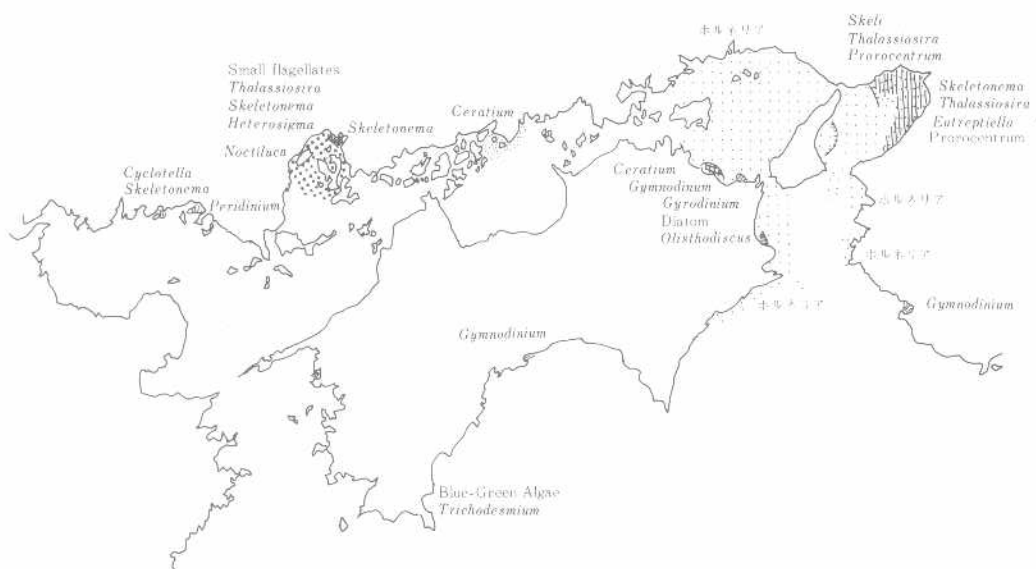 ホルネリア
Skeli
Thalassiosira
Prorocentrum
Small flagellates
Thalassiosira
Skeletonema
Heterosigma
Skeletonema
Ceratium
Skeletonema
Thalassiosira
Eutreptiella
Prorocentrum
Noctiluca
Cyclotella
Skeletonema
Peridinium
Ceratium
Gymnodinum
Gyrodinium
Diatom
Olisthodiscus
ホルネリア
ホルネリア
ホルネリア
Gymnodinium
Gymnodinium
Blue-Green Algae
Trichodesmium